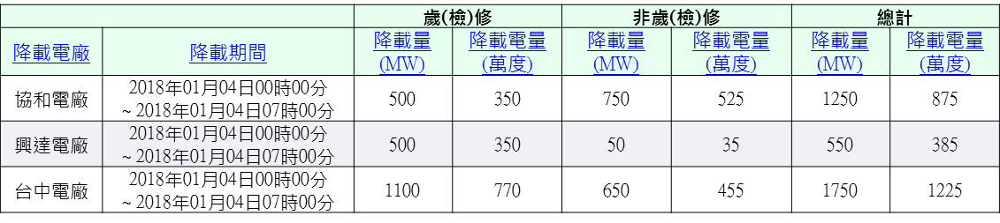 歲(檢)修 非歲(檢)修 總計
降載電廠 降載期間 降載量 (MW) 降載電量 (萬度) 降載量 (MW) 降載電量 (萬度) 降載量 (MW) 降載電量 (萬度)
協和電廠 2018年01月04日00時00分 500 350 750 525 1250 875
~ 2018年01月04日07時00分
興達電廠 2018年01月04日00時00分 500 350 50 35 550 385
~ 2018年01月04日07時00分
台中電廠 2018年01月04日00時00分 1100 770 650 455 1750 1225
~ 2018年01月04日07時00分